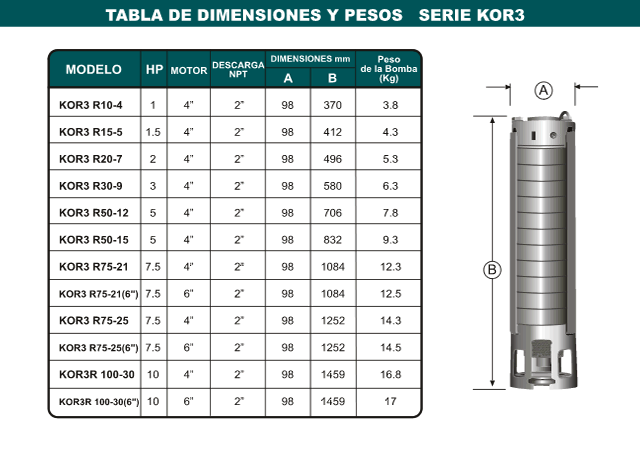 TABLA DE DIMENSIONES Y PESOS SERIE KOR3
MODELO HP MOTOR DESCARGA NPT DIMENSIONES mm A B Peso de la Bomba (Kg)
KOR3 R10-4 1 4" 2" 98 370 3.8
KOR3 R15-5 1.5 4" 2" 98 412 4.3
KOR3 R20-7 2 4" 2" 98 496 5.3
KOR3 R30-9 3 4" 2" 98 580 6.3
KOR3 R50-12 5 4" 2" 98 706 7.8
KOR3 R50-15 5 4" 2" 98 832 9.3
KOR3 R75-21 7.5 4" 2" 98 1084 12.3
KOR3 R75-21(6") 7.5 6" 2" 98 1084 12.5
KOR3 R75-25 7.5 4" 2" 98 1252 14.3
KOR3 R75-25(6") 7.5 6" 2" 98 1252 14.5
KOR3R 100-30 10 4" 2" 98 1459 16.8
KOR3R 100-30(6") 10 6" 2" 98 1459 17
A
B